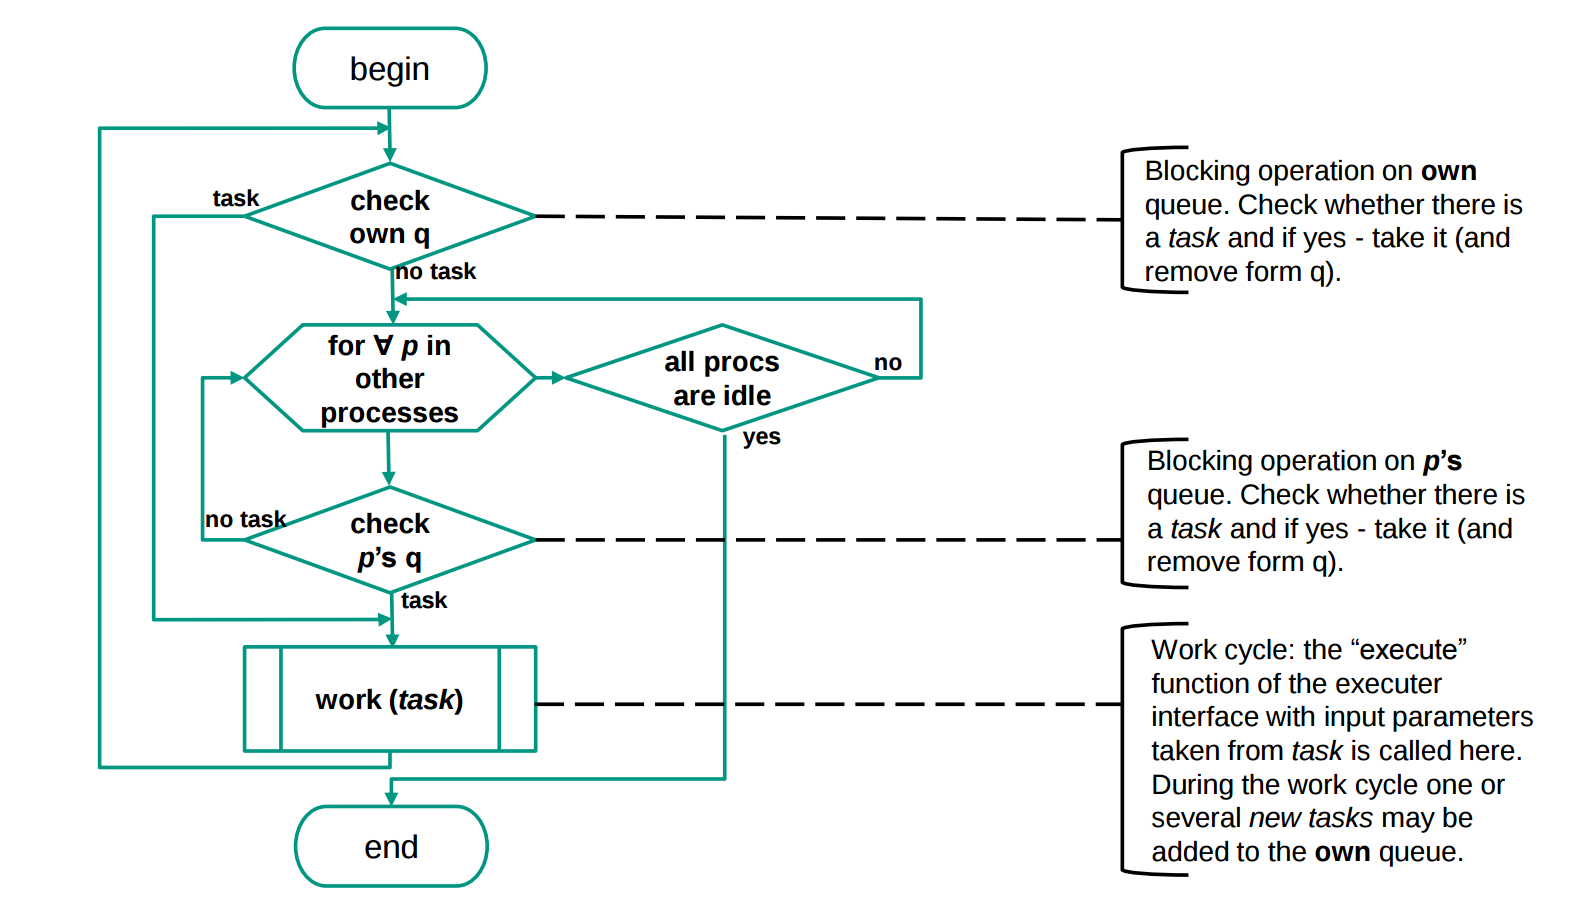 begin
task
check
own q
no task
for ∀ p in
other
processes
all procs
are idle
no
yes
no task
check
p’s q
task
work (task)
end
Blocking operation on own
queue. Check whether there is
a task and if yes - take it (and
remove form q).
Blocking operation on p’s
queue. Check whether there is
a task and if yes - take it (and
remove form q).
Work cycle: the “execute”
function of the executer
interface with input parameters
taken from task is called here.
During the work cycle one or
several new tasks may be
added to the own queue.